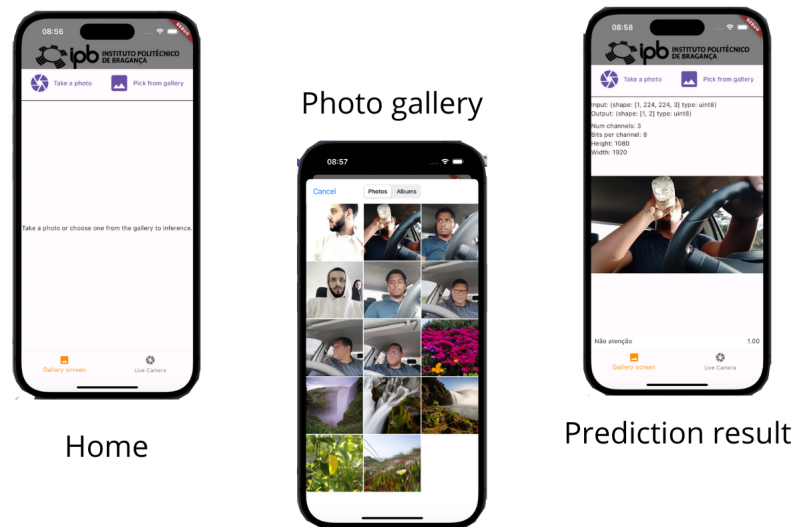 08:56
DEBUG
ipb INSTITUTO POLITÉCNICO
DE BRAGANÇA
Take a photo
Pick from gallery
Take a photo or choose one from the gallery to inference.
Gallery screen
Live Camera
Home
Photo gallery
08:57
Cancel
Photos
Albums
08:58
DEBUG
ipb INSTITUTO POLITÉCNICO
DE BRAGANÇA
Take a photo
Pick from gallery
Input: (shape: [1, 224, 224, 3] type: uint8)
Output: (shape: [1, 2] type: uint8)
Num channels: 3
Bits per channel: 8
Height: 1080
Width: 1920
Não atenção 1.00
Gallery screen
Live Camera
Prediction result